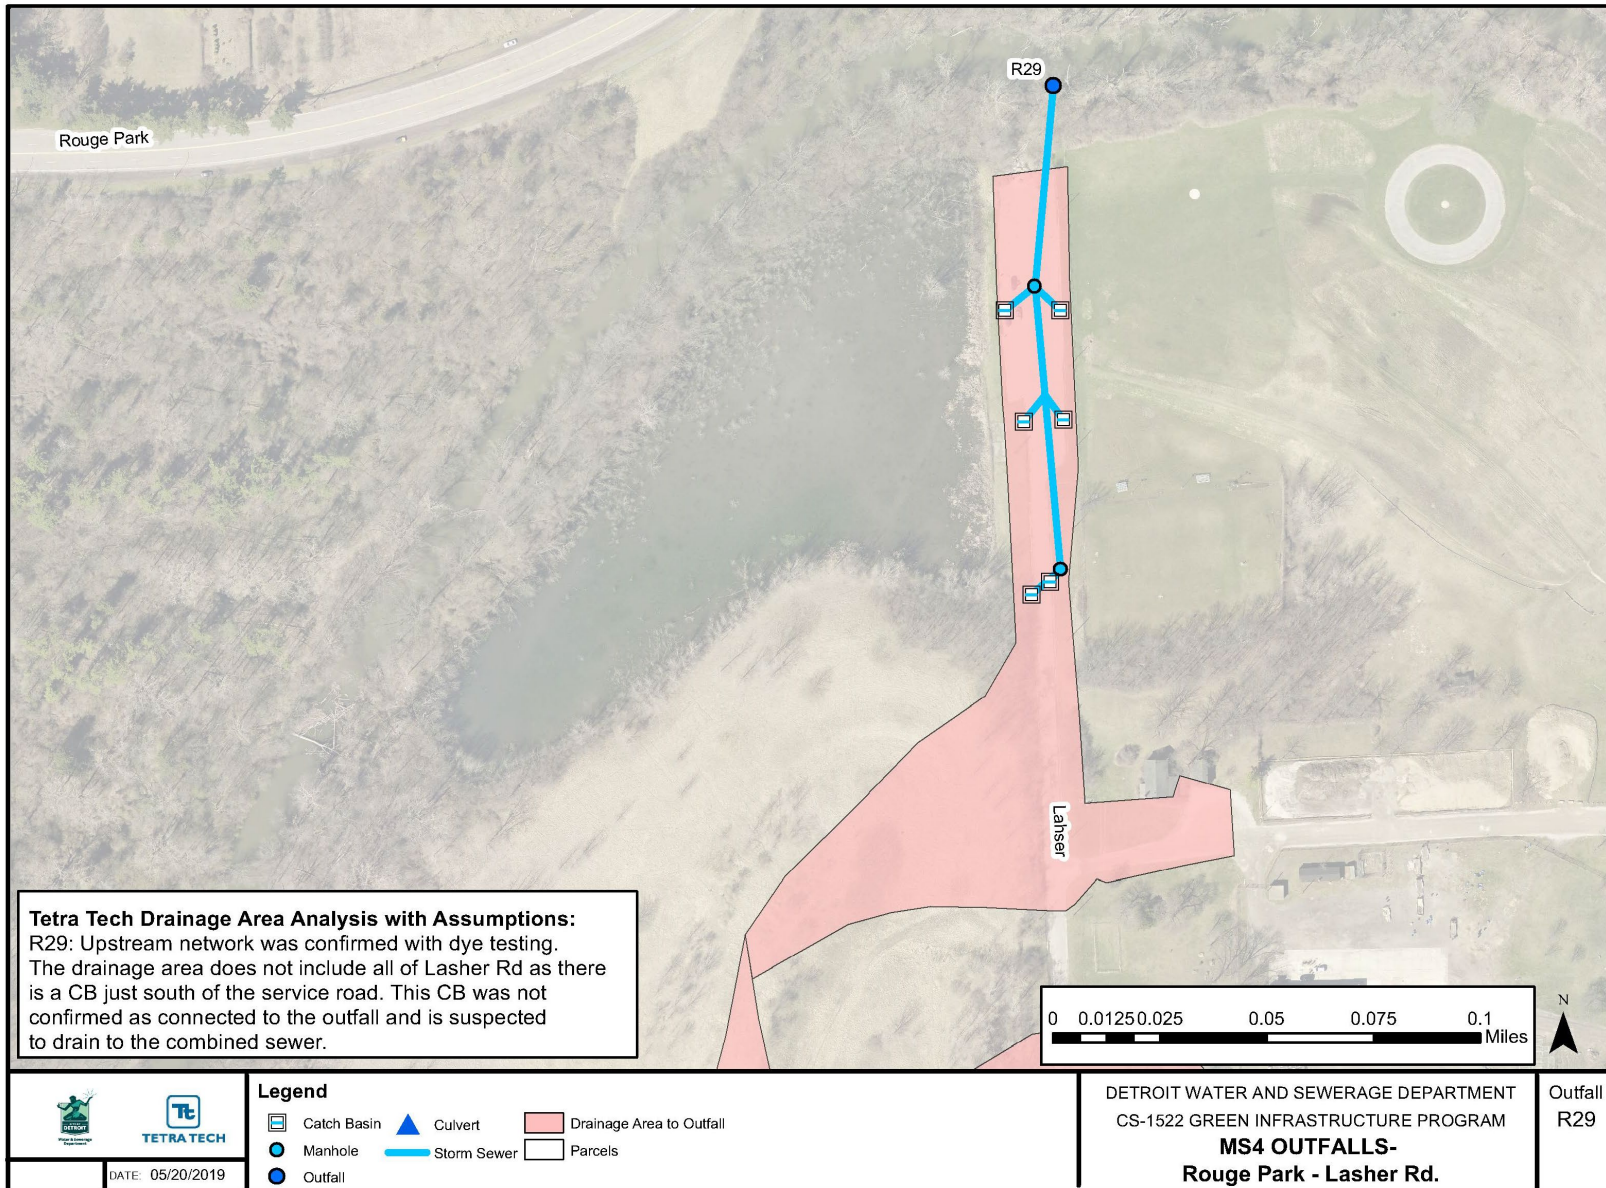 R29
Rouge Park
Lahser
Tetra Tech Drainage Area Analysis with Assumptions:
R29: Upstream network was confirmed with dye testing.
The drainage area does not include all of Lasher Rd as there
is a CB just south of the service road. This CB was not
confirmed as connected to the outfall and is suspected
to drain to the combined sewer.
0 0.0125 0.025 0.05 0.075 0.1
Miles
N
DETROIT
Water & Sewerage
Department
Tt
TETRA TECH
DATE: 05/20/2019
Legend
Catch Basin
Manhole
Outfall
Culvert
Storm Sewer
Drainage Area to Outfall
Parcels
DETROIT WATER AND SEWERAGE DEPARTMENT
CS-1522 GREEN INFRASTRUCTURE PROGRAM
MS4 OUTFALLS-
Rouge Park - Lasher Rd.
Outfall
R29